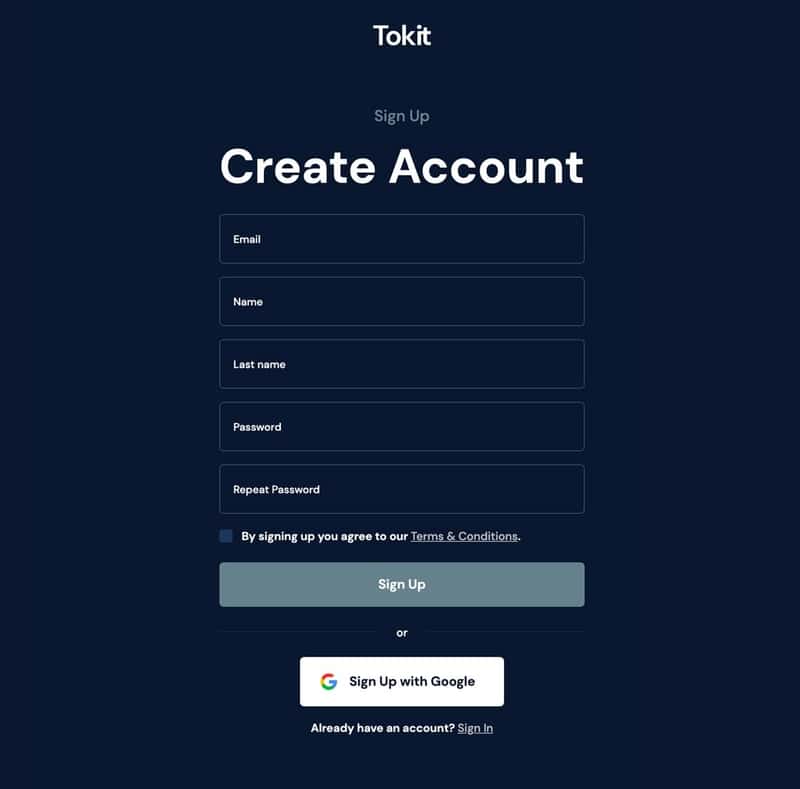 Tokit
Sign Up
Create Account
Email
Name
Last name
Password
Repeat Password
By signing up you agree to our Terms & Conditions.
Sign Up
or
Sign Up with Google
Already have an account? Sign In